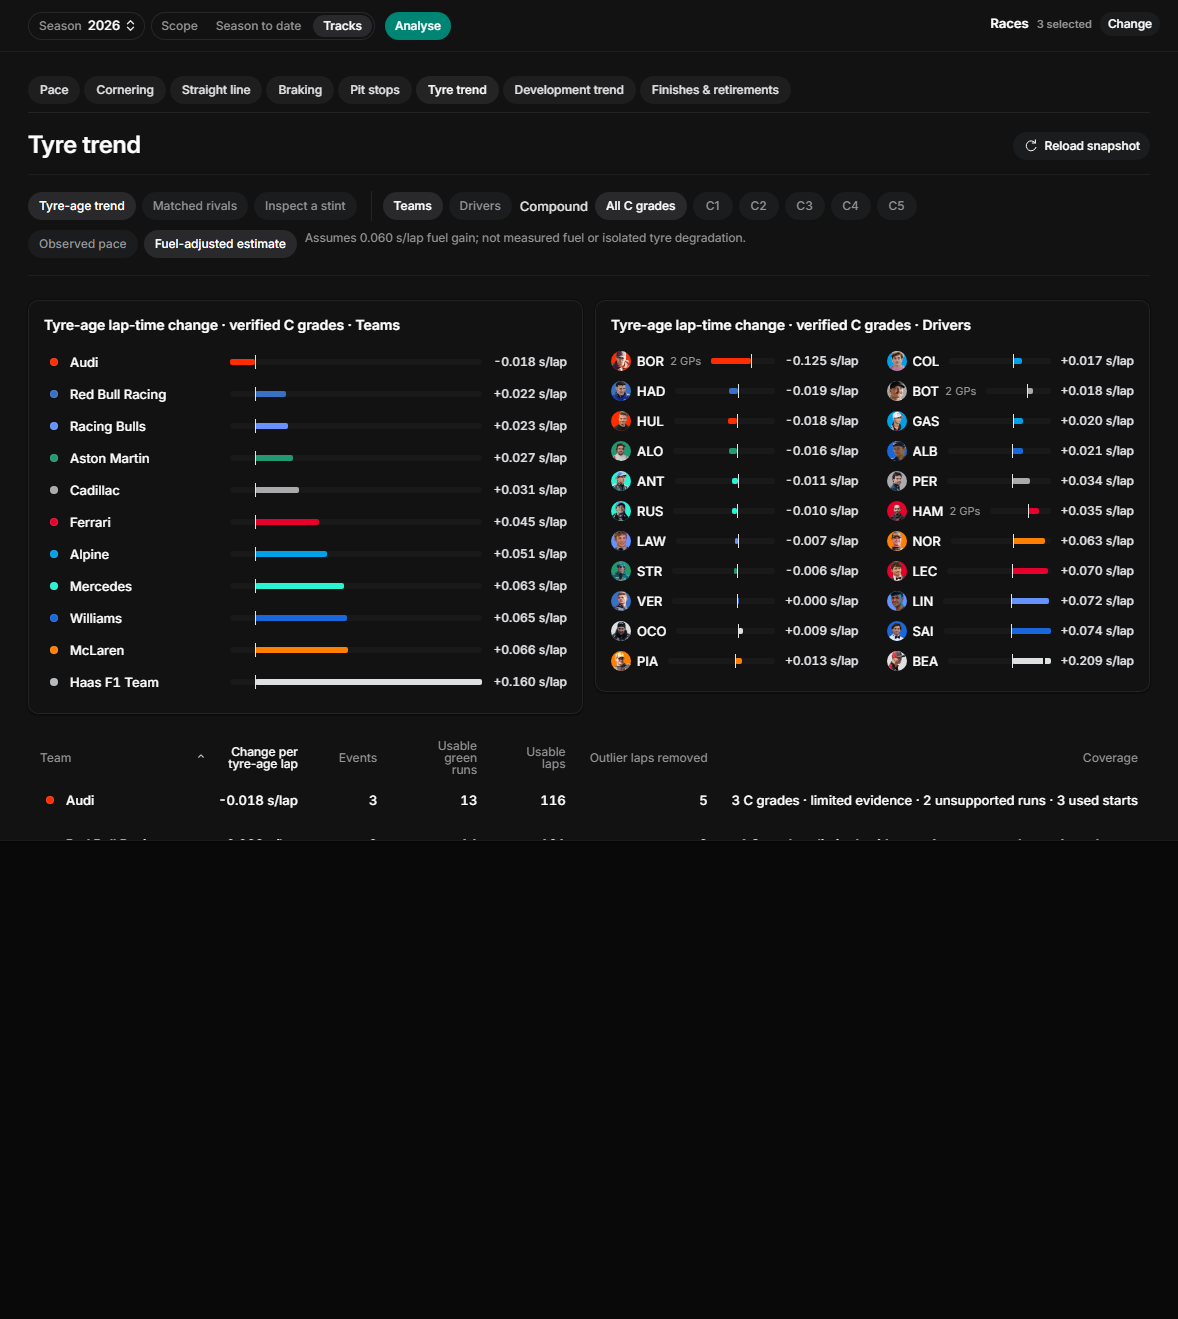 Season 2026 Scope Season to date Tracks Analyse Races 3 selected Change
Pace Cornering Straight line Braking Pit stops Tyre trend Development trend Finishes & retirements
Tyre trend
Reload snapshot
Tyre-age trend Matched rivals Inspect a stint Teams Drivers Compound All C grades C1 C2 C3 C4 C5
Observed pace Fuel-adjusted estimate Assumes 0.060 s/lap fuel gain; not measured fuel or isolated tyre degradation.
Tyre-age lap-time change · verified C grades · Teams
Audi -0.018 s/lap
Red Bull Racing +0.022 s/lap
Racing Bulls +0.023 s/lap
Aston Martin +0.027 s/lap
Cadillac +0.031 s/lap
Ferrari +0.045 s/lap
Alpine +0.051 s/lap
Mercedes +0.063 s/lap
Williams +0.065 s/lap
McLaren +0.066 s/lap
Haas F1 Team +0.160 s/lap
Tyre-age lap-time change · verified C grades · Drivers
BOR 2 GPs -0.125 s/lap
HAD -0.019 s/lap
HUL -0.018 s/lap
ALO -0.016 s/lap
ANT -0.011 s/lap
RUS -0.010 s/lap
LAW -0.007 s/lap
STR -0.006 s/lap
VER +0.000 s/lap
OCO +0.009 s/lap
PIA +0.013 s/lap
COL +0.017 s/lap
BOT 2 GPs +0.018 s/lap
GAS +0.020 s/lap
ALB +0.021 s/lap
PER +0.034 s/lap
HAM 2 GPs +0.035 s/lap
NOR +0.063 s/lap
LEC +0.070 s/lap
LIN +0.072 s/lap
SAI +0.074 s/lap
BEA +0.209 s/lap
Team
Change per
tyre-age lap
Events
Usable
green
runs
Usable
laps
Outlier laps removed
Coverage
Audi -0.018 s/lap 3 13 116 5 3 C grades · limited evidence · 2 unsupported runs · 3 used starts